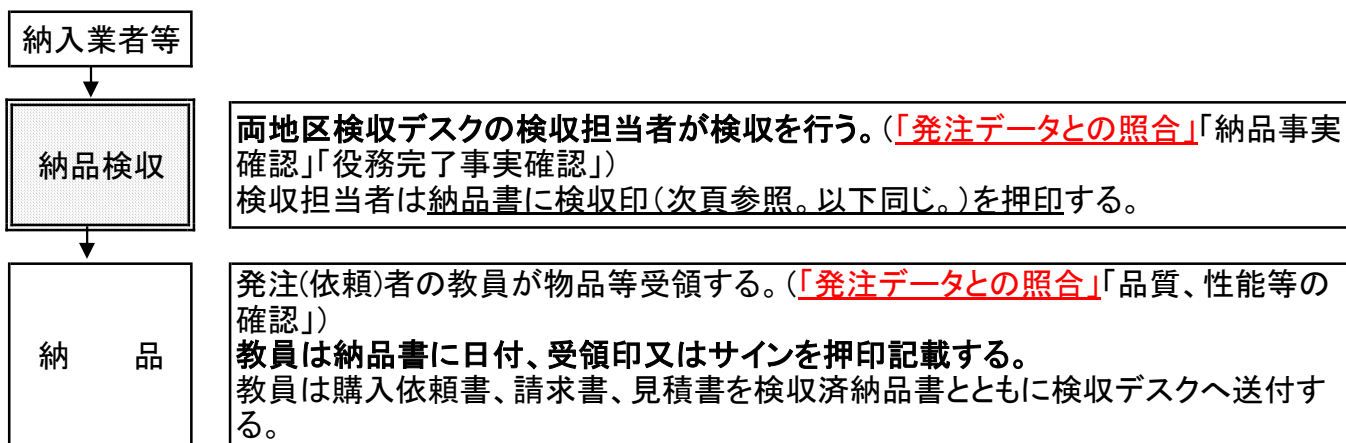 納入業者等
納品検収
両地区検収デスクの検収担当者が検収を行う。(「発注データとの照合」「納品事実
確認」「役務完了事実確認」)
検収担当者は納品書に検収印(次頁参照。以下同じ。)を押印する。
納　　品
発注(依頼)者の教員が物品等受領する。(「発注データとの照合」「品質、性能等の
確認」)
教員は納品書に日付、受領印又はサインを押印記載する。
教員は購入依頼書、請求書、見積書を検収済納品書とともに検収デスクへ送付す
る。